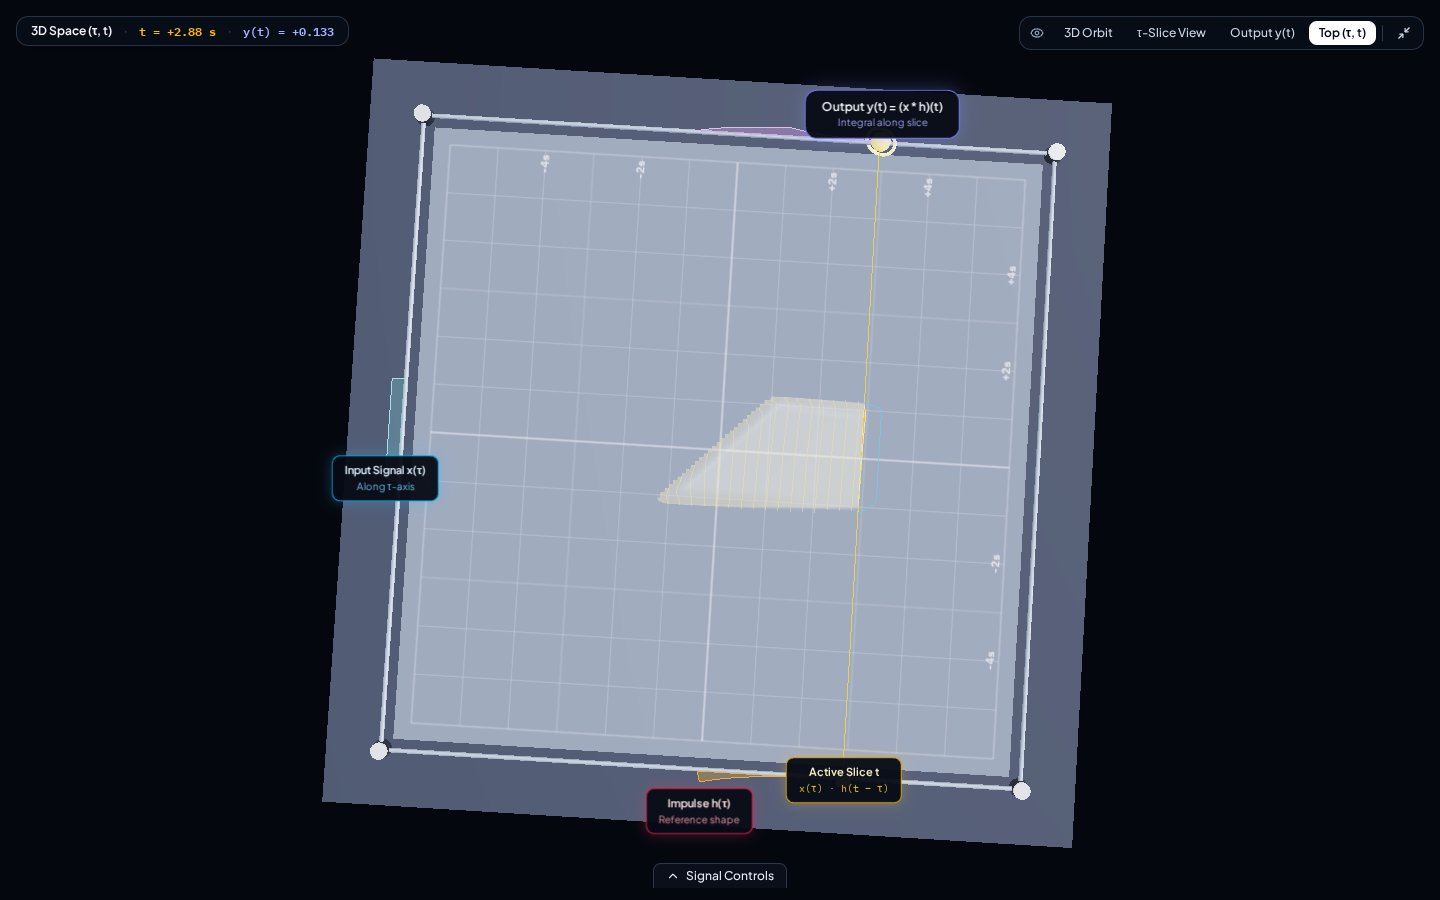 3D Space (τ, t) · t = +2.88 s · y(t) = +0.133
3D Orbit
τ-Slice View
Output y(t)
Top (τ, t)
Output y(t) = (x * h)(t)
Integral along slice
-4s
-2s
+2s
+4s
+4s
+2s
-2s
-4s
Input Signal x(τ)
Along τ-axis
Active Slice t
x(τ) · h(t − τ)
Impulse h(τ)
Reference shape
Signal Controls